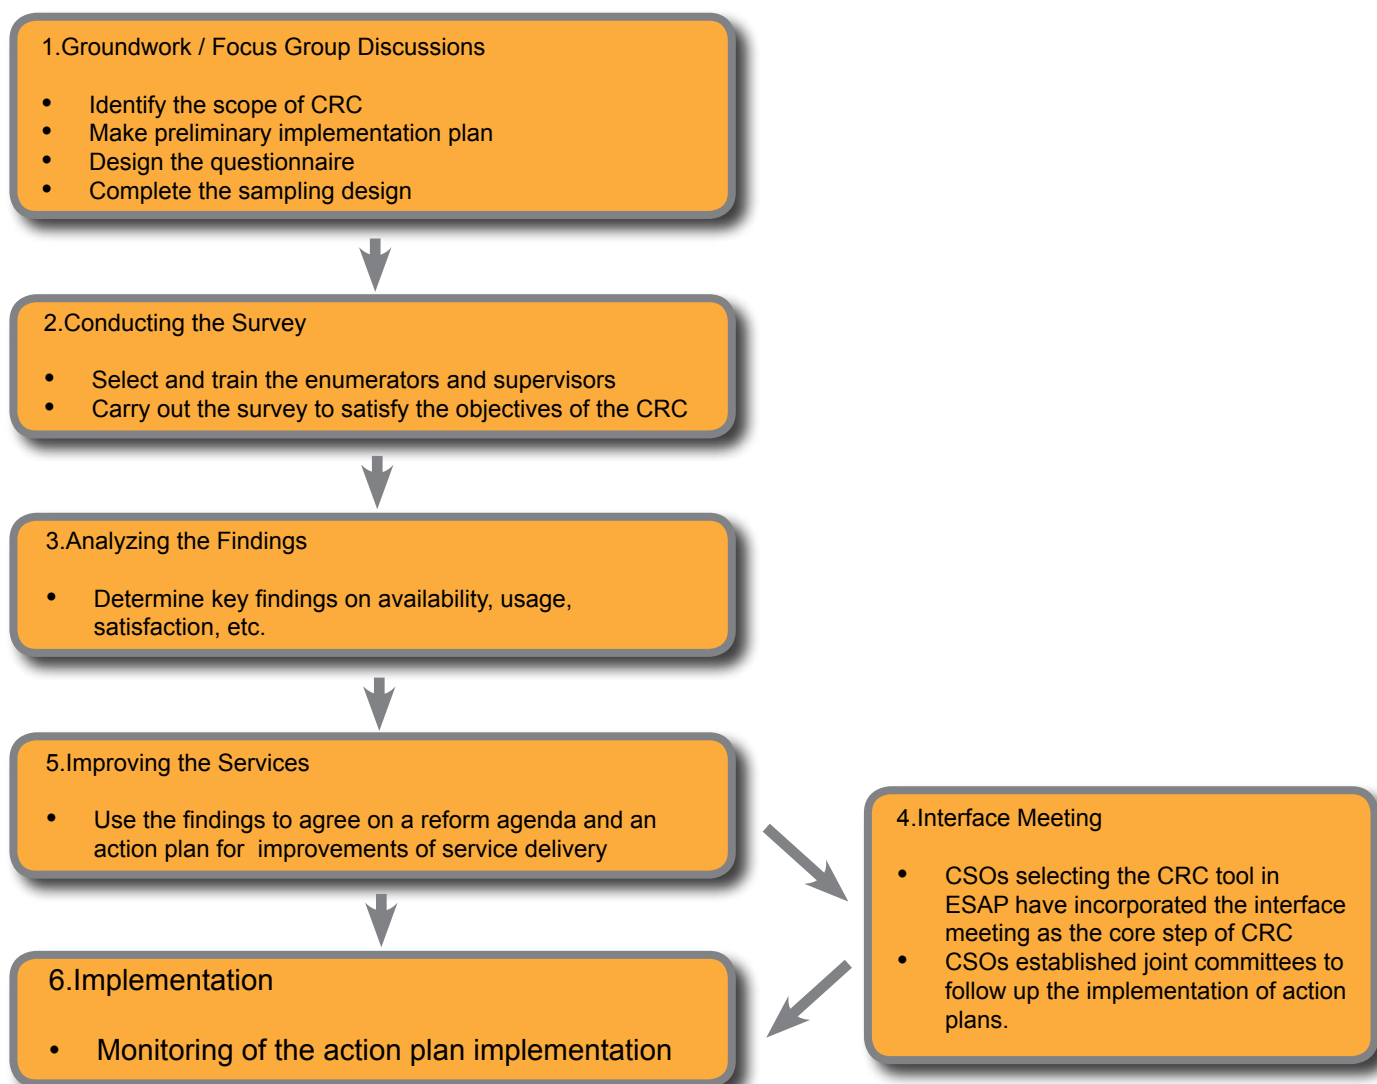 1.Groundwork / Focus Group Discussions
• Identify the scope of CRC
• Make preliminary implementation plan
• Design the questionnaire
• Complete the sampling design
2.Conducting the Survey
• Select and train the enumerators and supervisors
• Carry out the survey to satisfy the objectives of the CRC
3.Analyzing the Findings
• Determine key findings on availability, usage,
satisfaction, etc.
5.Improving the Services
• Use the findings to agree on a reform agenda and an
action plan for  improvements of service delivery
4.Interface Meeting
• CSOs selecting the CRC tool in
ESAP have incorporated the interface
meeting as the core step of CRC
• CSOs established joint committees to
follow up the implementation of action
plans.
6.Implementation
• Monitoring of the action plan implementation